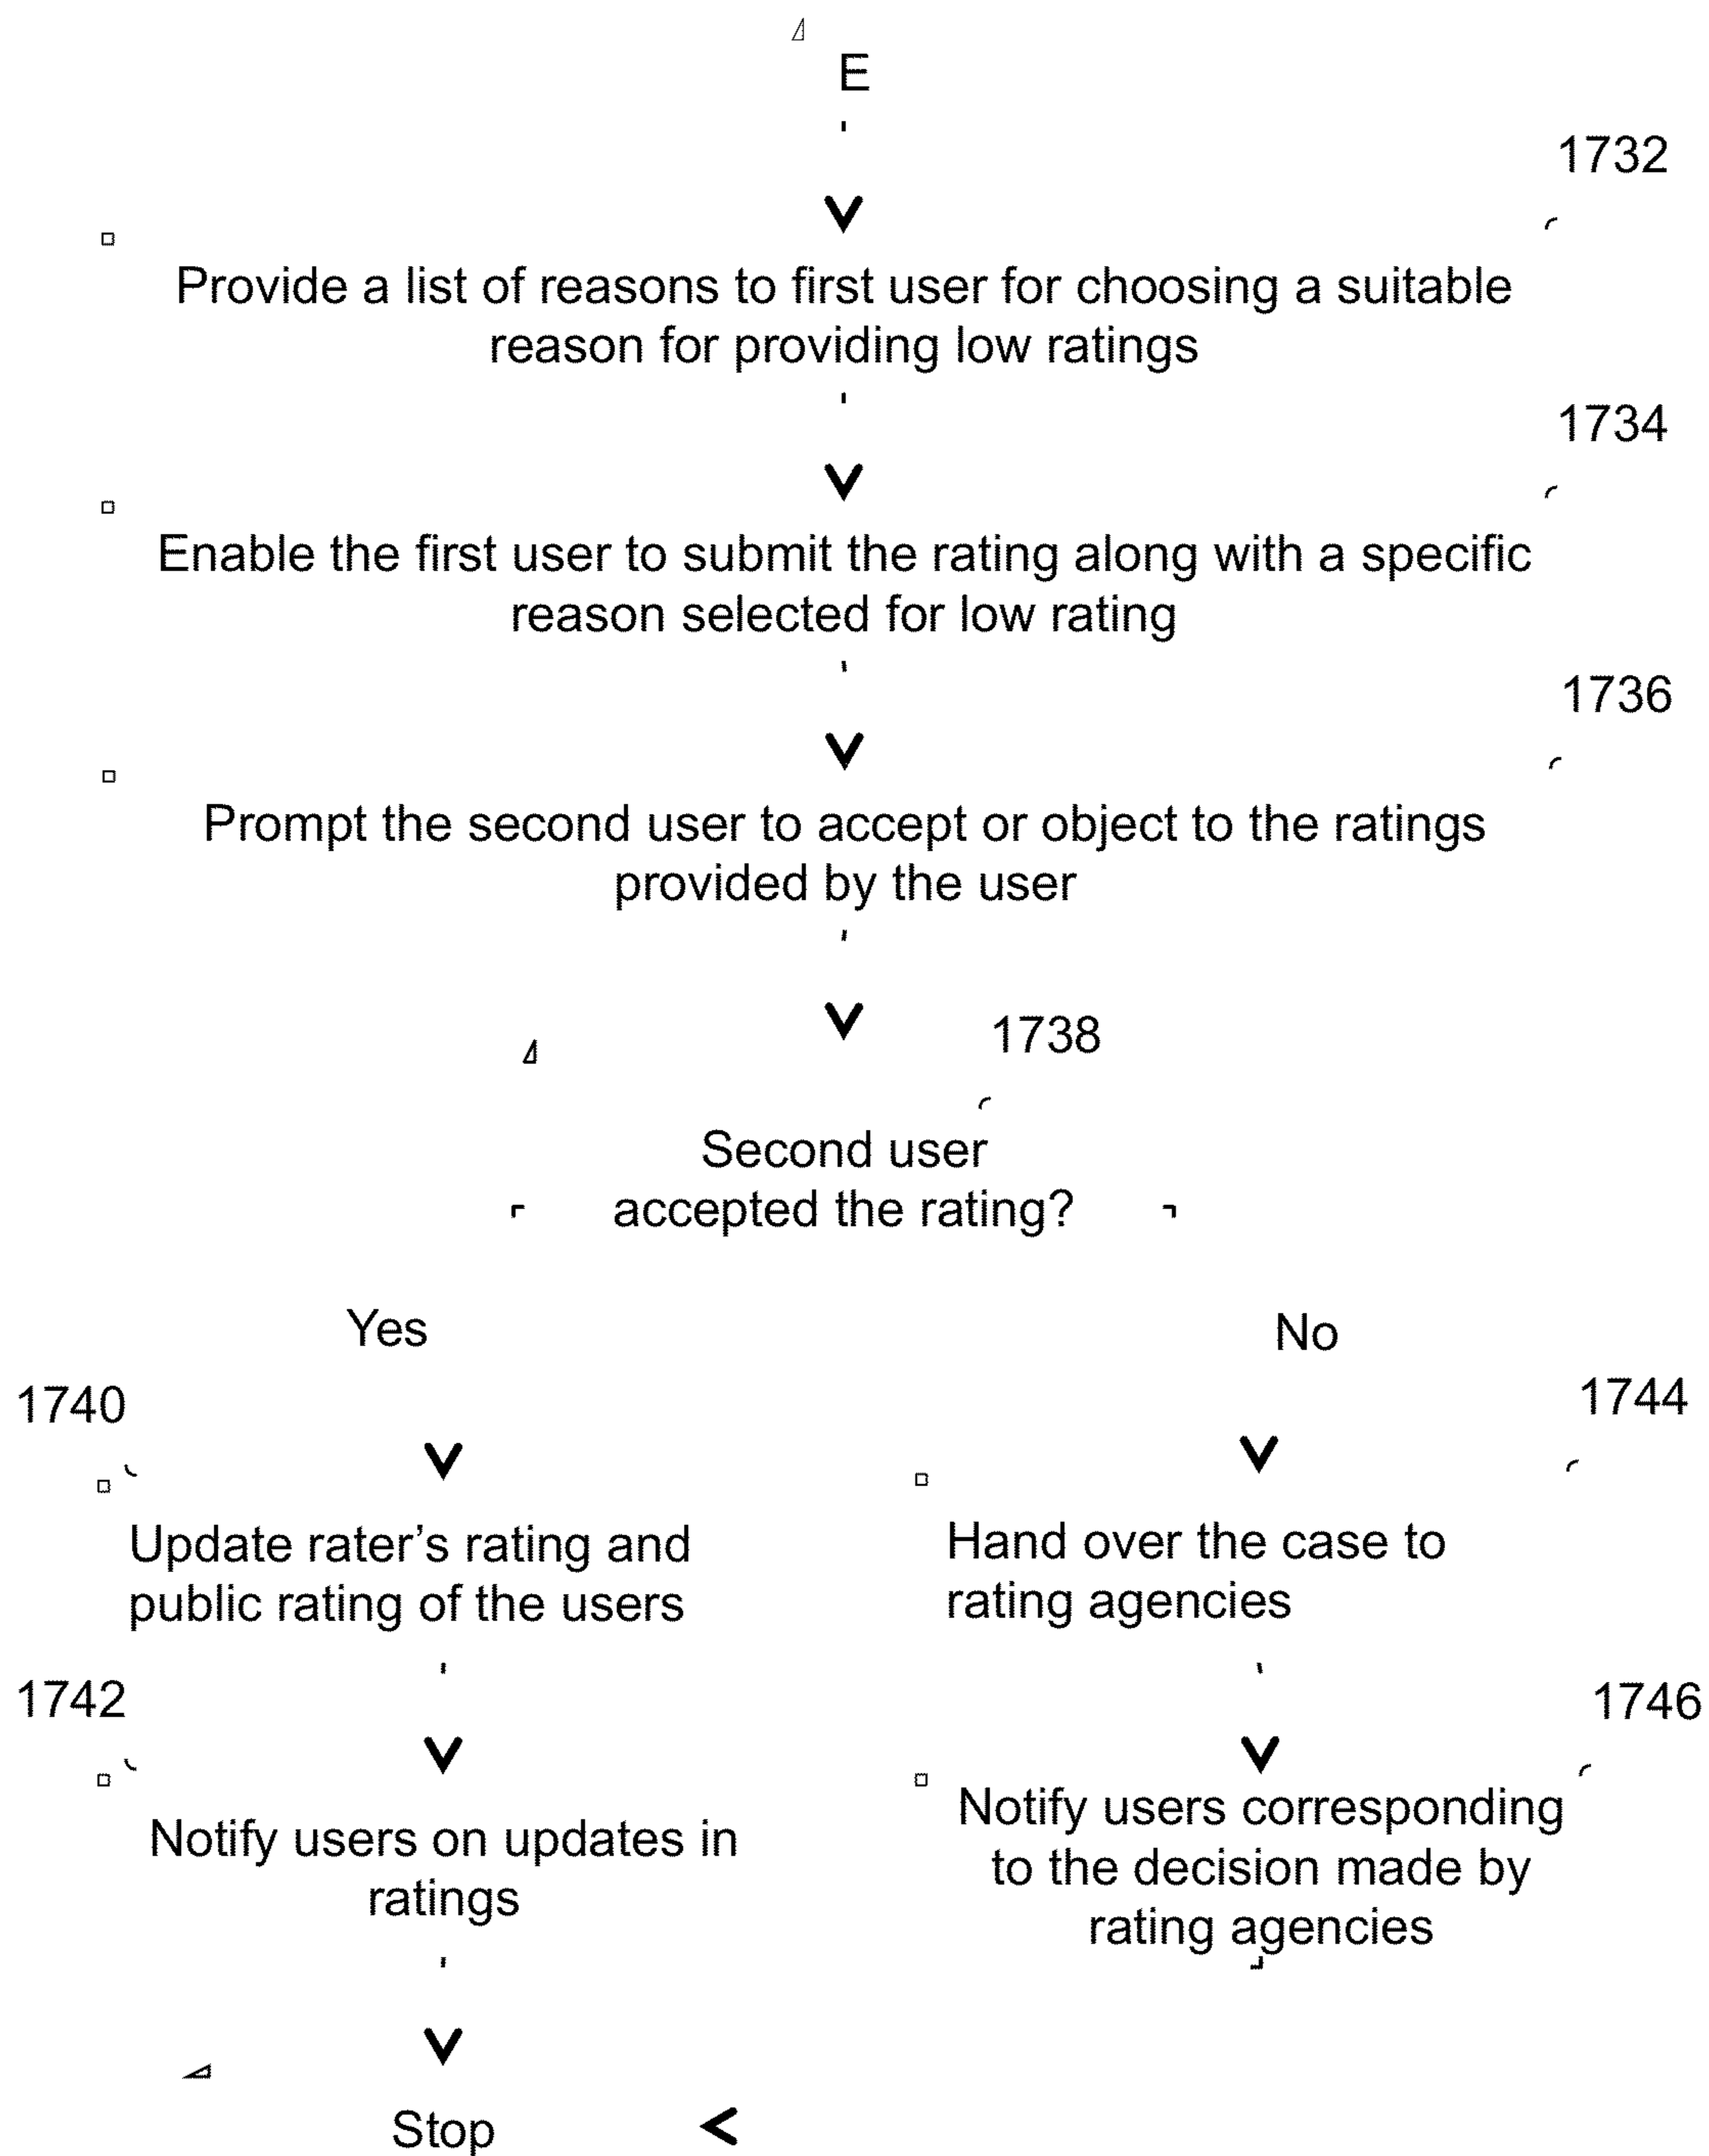 E
1732
Provide a list of reasons to first user for choosing a suitable
reason for providing low ratings
1734
Enable the first user to submit the rating along with a specific
reason selected for low rating
1736
Prompt the second user to accept or object to the ratings
provided by the user
1738
Second user
accepted the rating?
Yes
No
1740
Update rater's rating and
public rating of the users
1744
Hand over the case to
rating agencies
1742
Notify users on updates in
ratings
1746
Notify users corresponding
to the decision made by
rating agencies
Stop